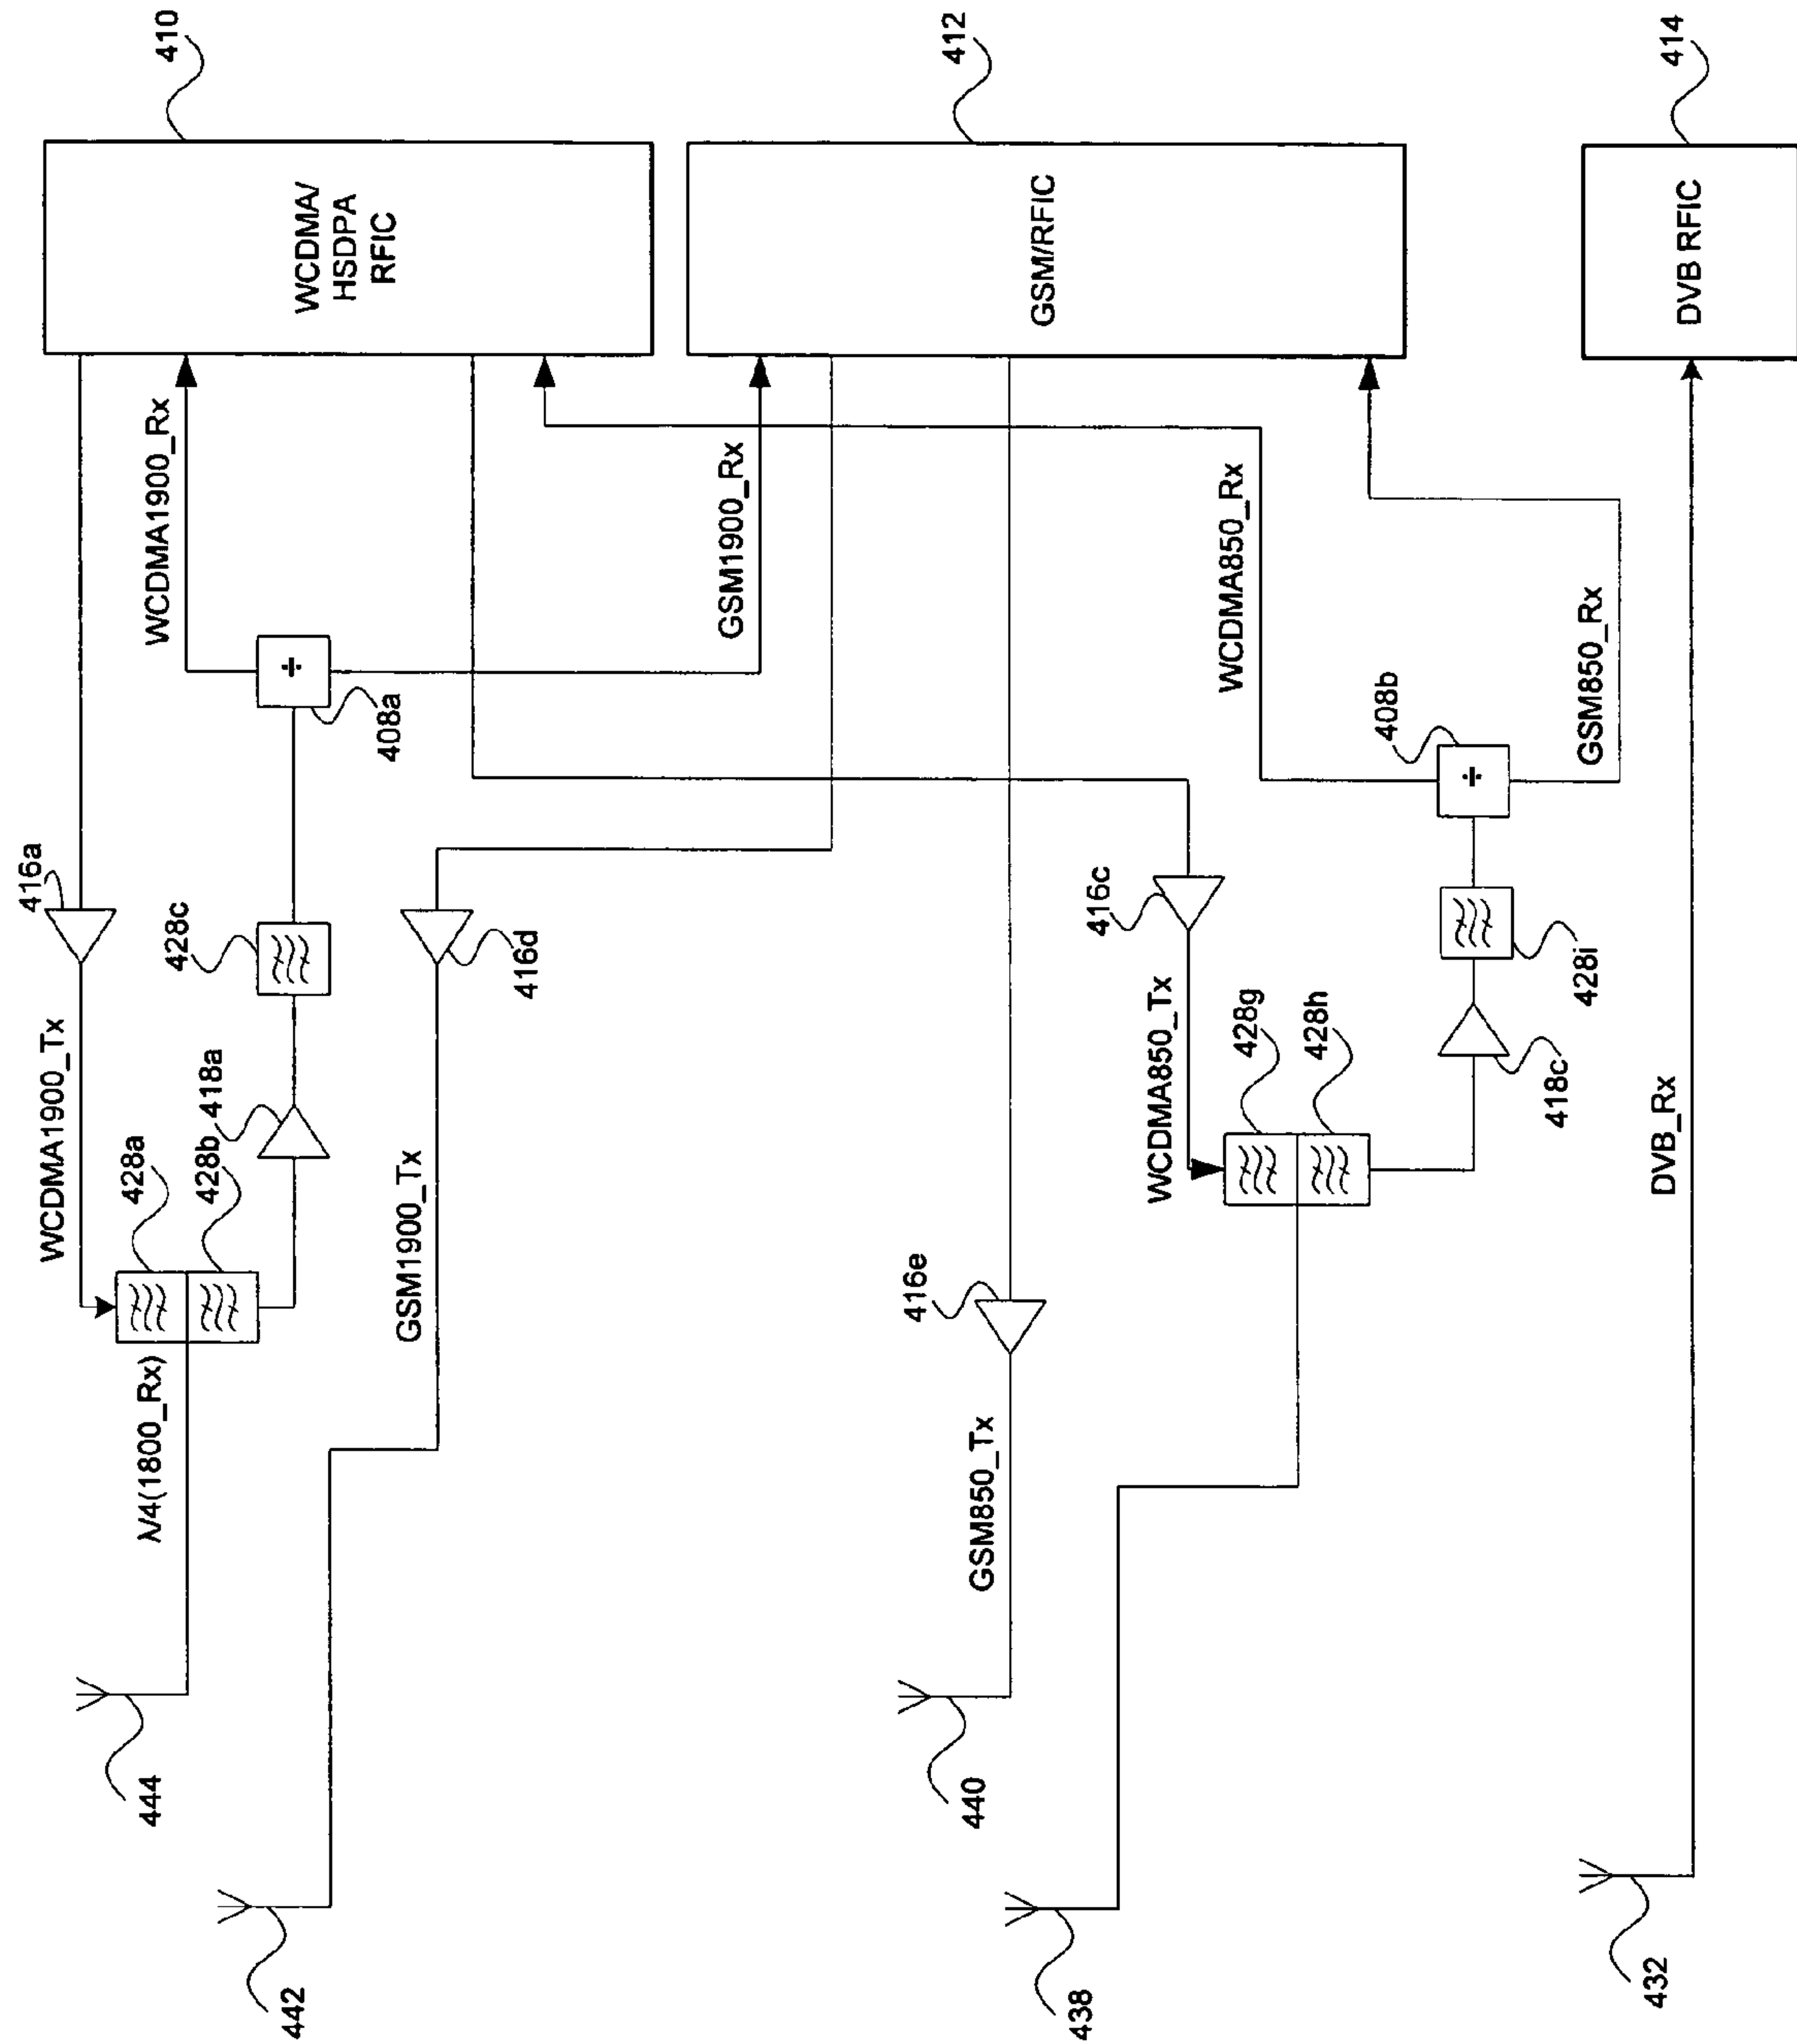 410
WCDMA/
HSDPA
RFIC
416a
WCDMA1900_Rx
WCDMA1900_Tx
428c
408a
418a
428a
428b
λ/4(1800_Rx)
444
416d
GSM1900_Rx
GSM1900_Tx
442
412
GSM/RFIC
416e
GSM850_Tx
440
416c
WCDMA850_Rx
WCDMA850_Tx
428g
428h
408b
÷
÷
428i
418c
GSM850_Rx
438
414
DVB RFIC
DVB_Rx
432